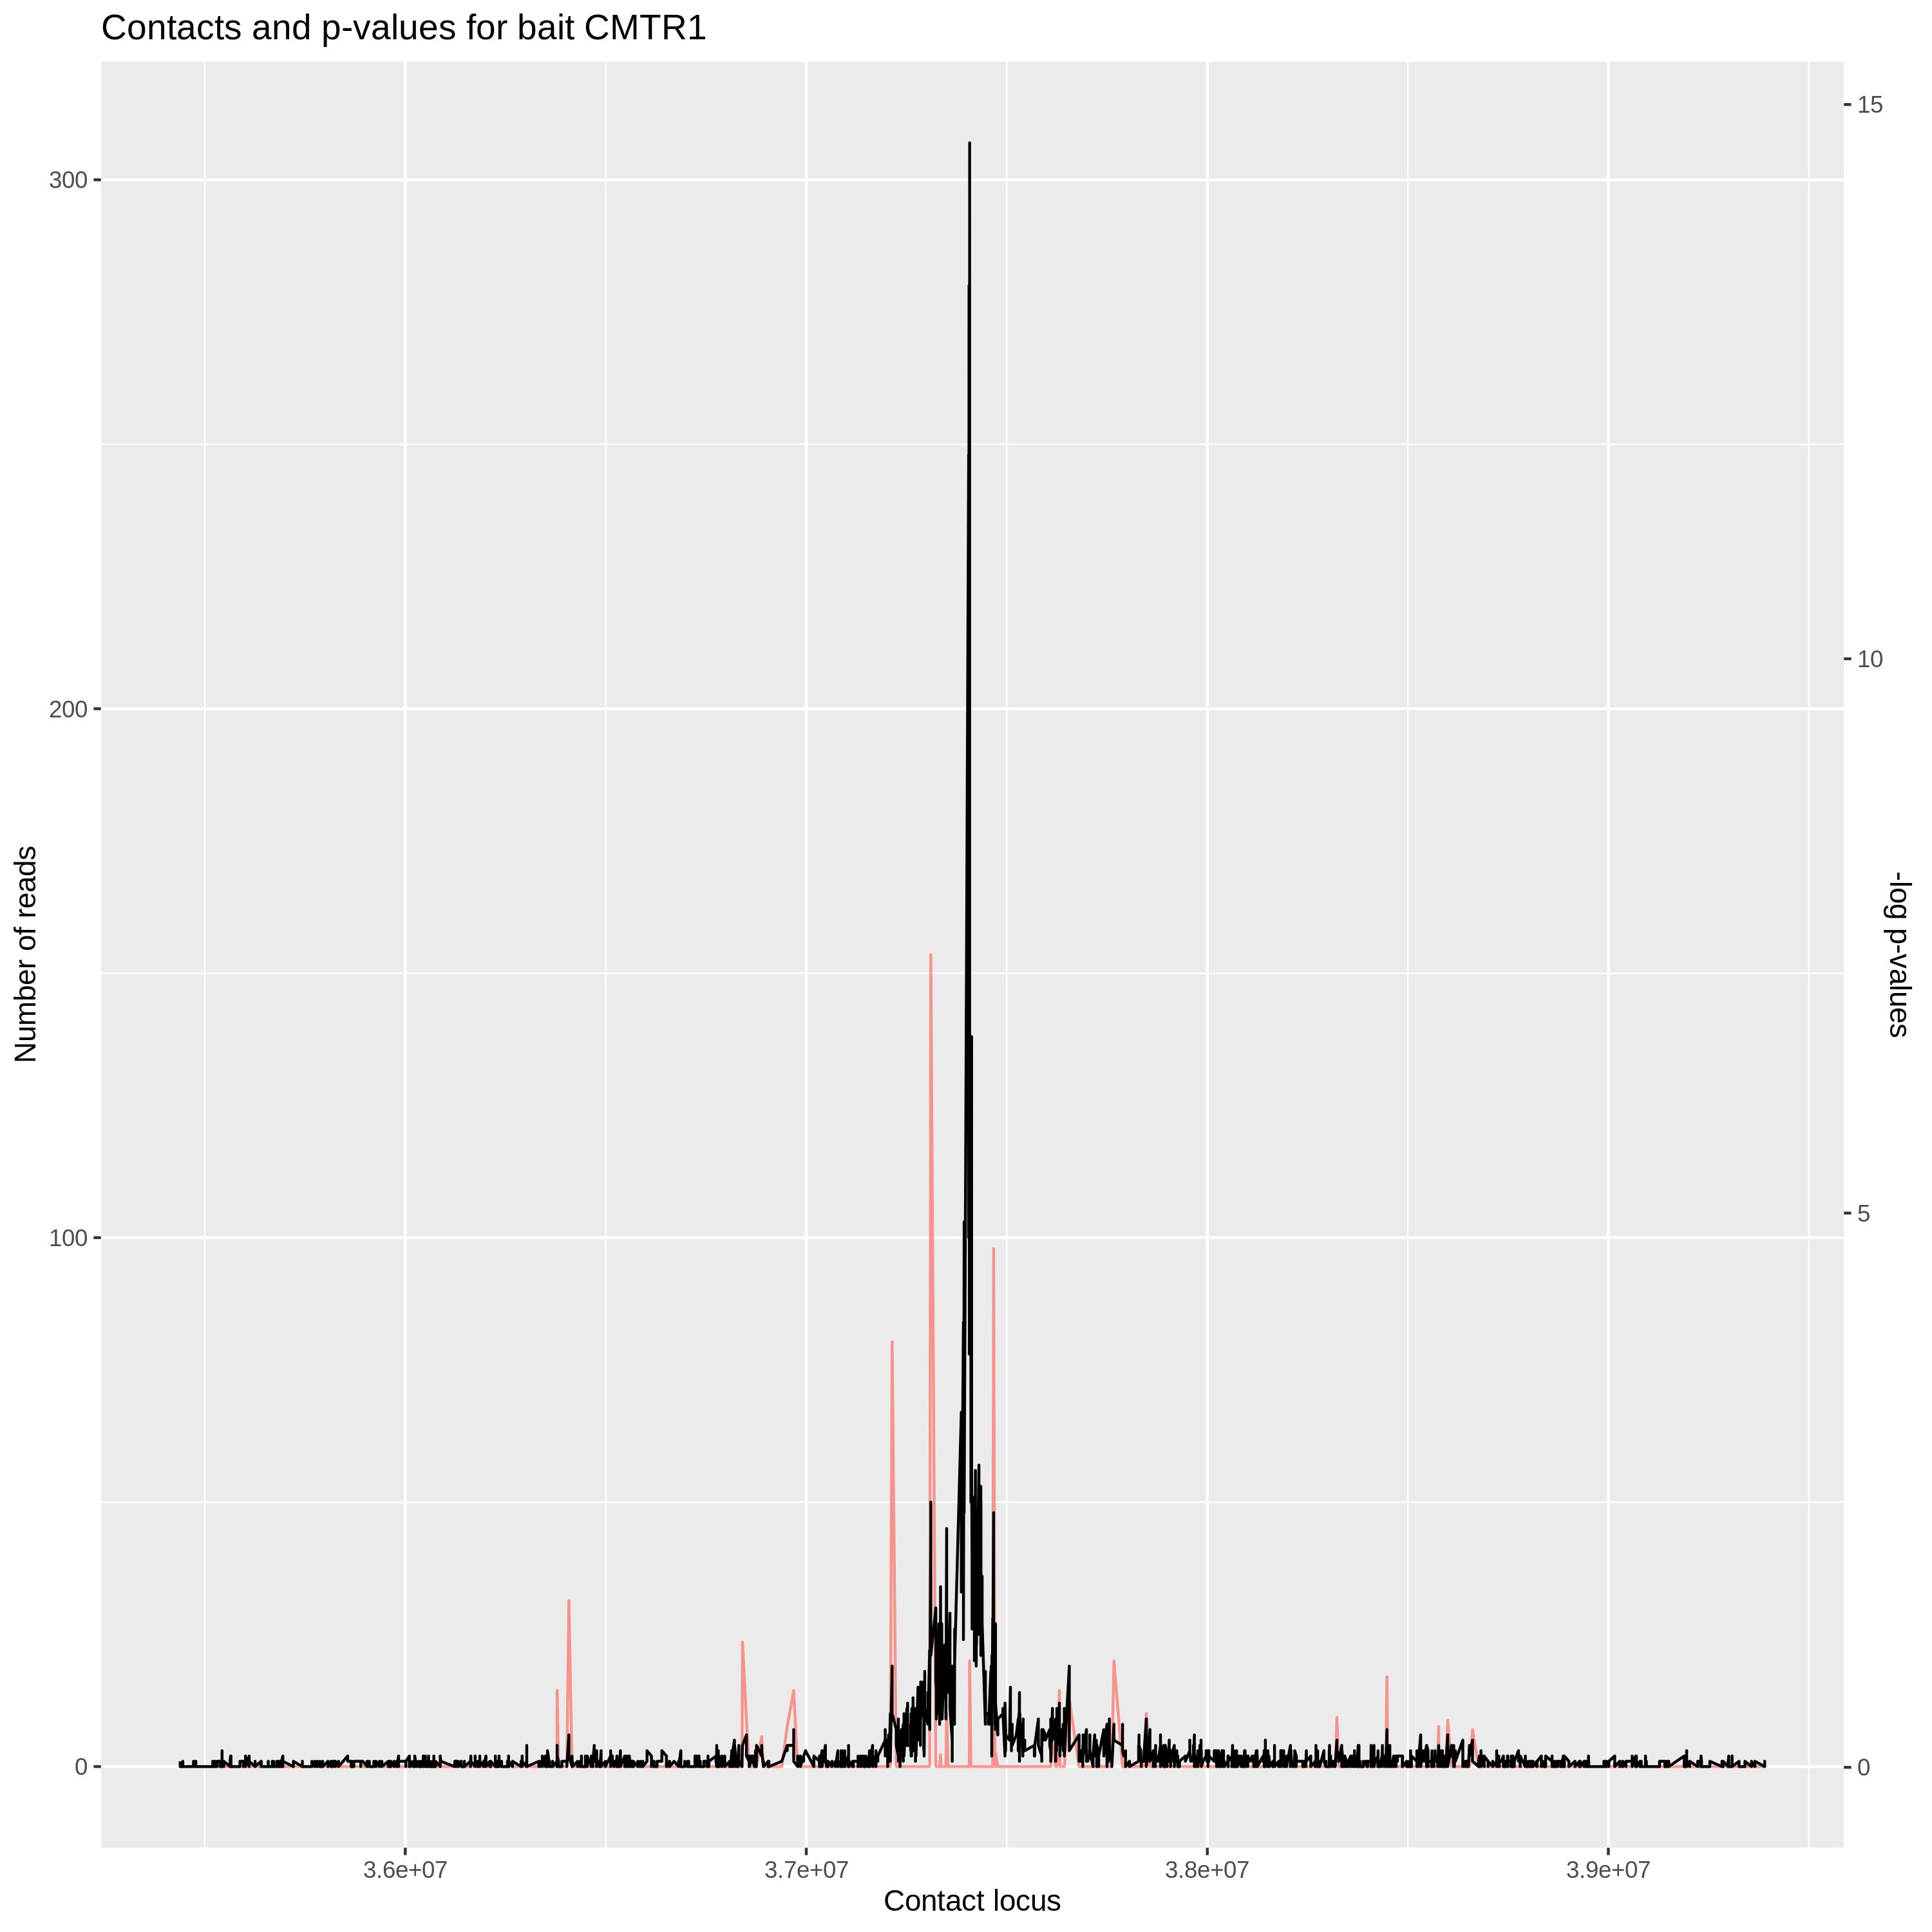 Contacts and p-values for bait CMTR1
300
200
100
0
Number of reads
15
10
5
0
-log p-values
3.6e+07
3.7e+07
3.8e+07
3.9e+07
Contact locus